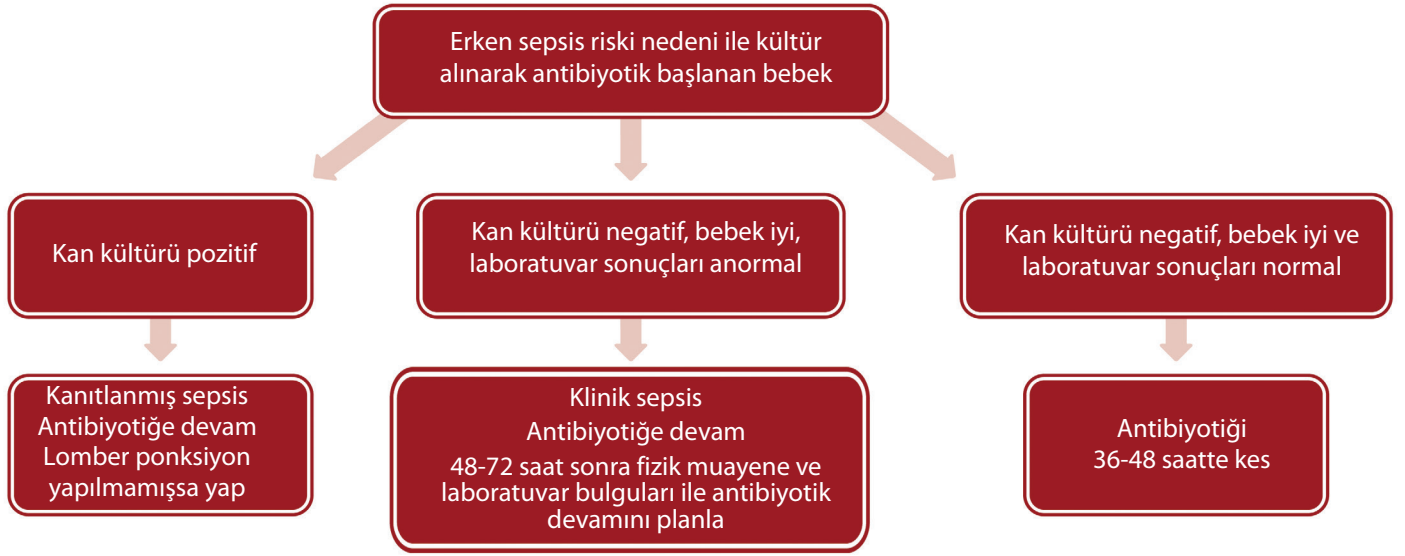 Erken sepsis riski nedeni ile kültür
alınarak antibiyotik başlanan bebek
Kan kültürü pozitif
Kan kültürü negatif, bebek iyi,
laboratuvar sonuçları anormal
Kan kültürü negatif, bebek iyi ve
laboratuvar sonuçları normal
Kanıtlanmış sepsis
Antibiyotiğe devam
Lomber ponksiyon
yapılmamışsa yap
Klinik sepsis
Antibiyotiğe devam
48-72 saat sonra fizik muayene ve
laboratuvar bulguları ile antibiyotik
devamını planla
Antibiyotiği
36-48 saatte kes